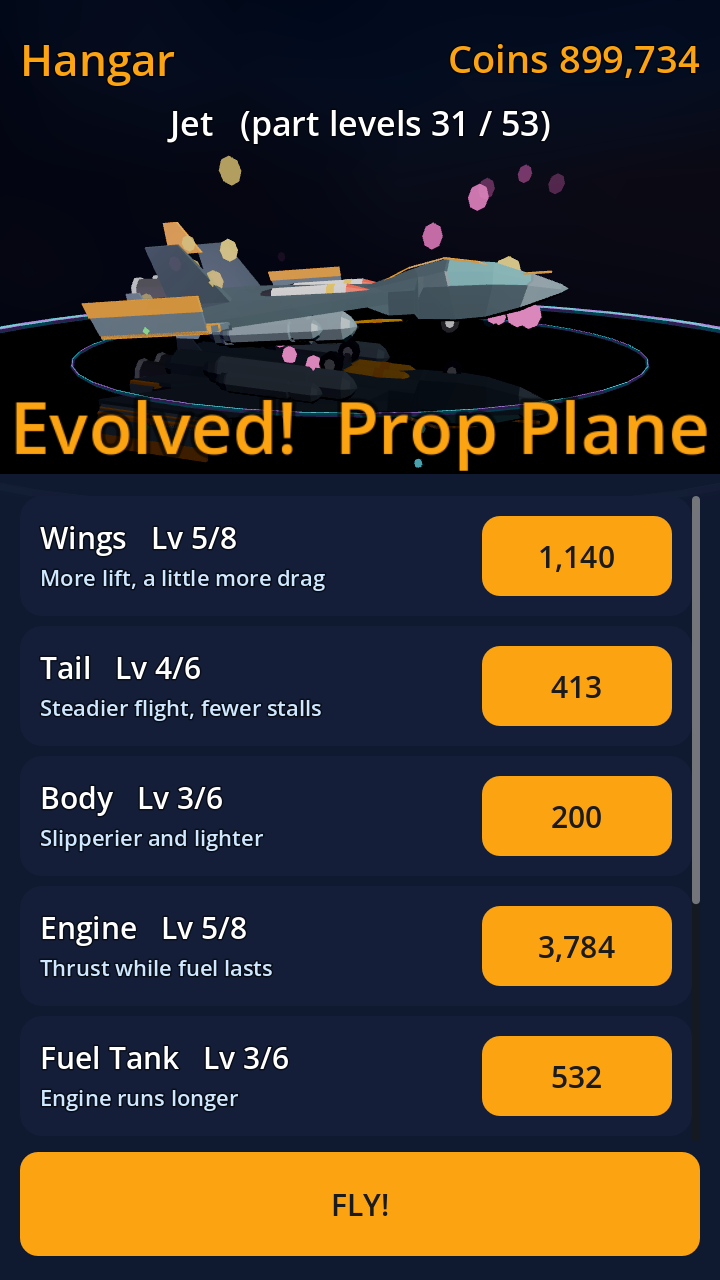 Hangar
Coins 899,734
Jet (part levels 31 / 53)
Evolved! Prop Plane
Wings Lv 5/8
More lift, a little more drag
1,140
Tail Lv 4/6
Steadier flight, fewer stalls
413
Body Lv 3/6
Slipperier and lighter
200
Engine Lv 5/8
Thrust while fuel lasts
3,784
Fuel Tank Lv 3/6
Engine runs longer
532
FLY!